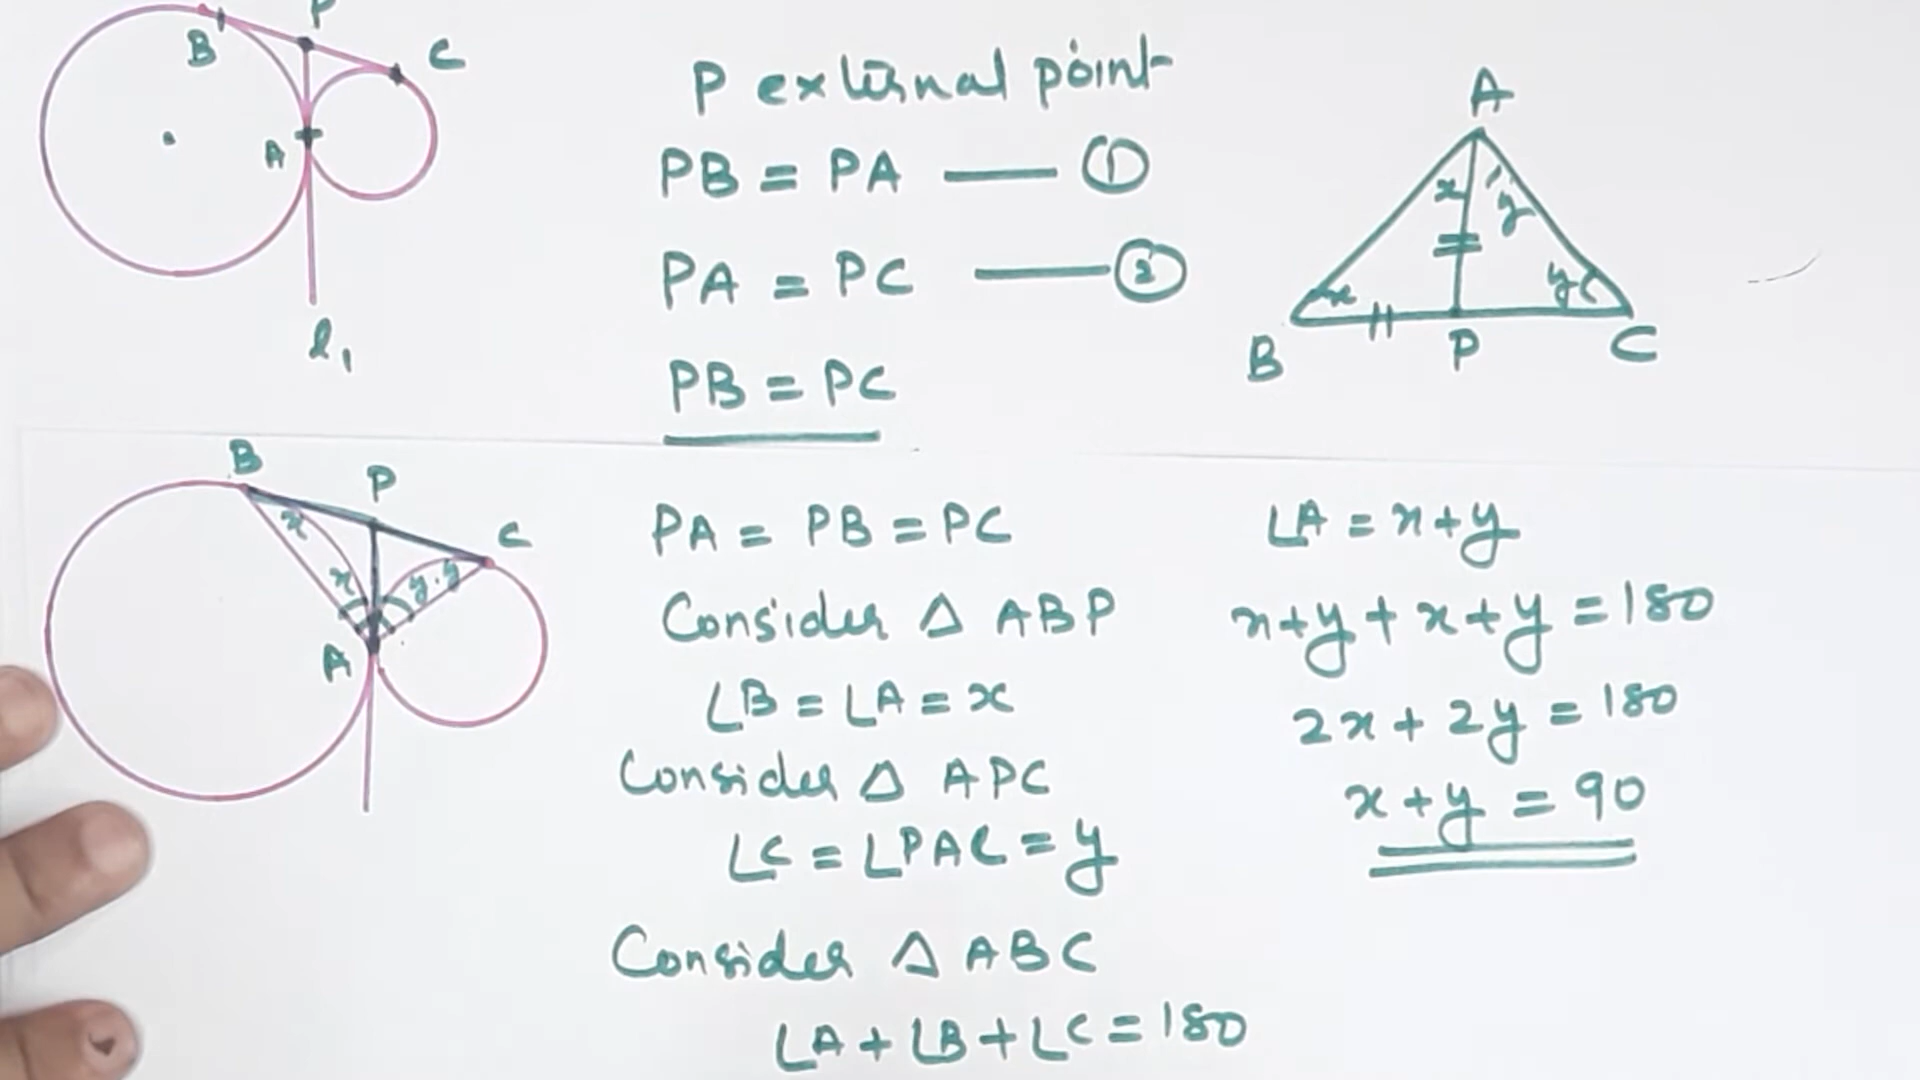 B
P
C
A
l₁
P external point
PB = PA —— ①
PA = PC —— ②
PB = PC
A
x y
x y
B P C
B P C
x x y y
A
PA = PB = PC
Consider △ ABP
∠B = ∠A = x
Consider △ APC
∠C = ∠PAC = y
Consider △ ABC
∠A + ∠B + ∠C = 180
∠A = x+y
x+y + x+y = 180
2x + 2y = 180
x + y = 90